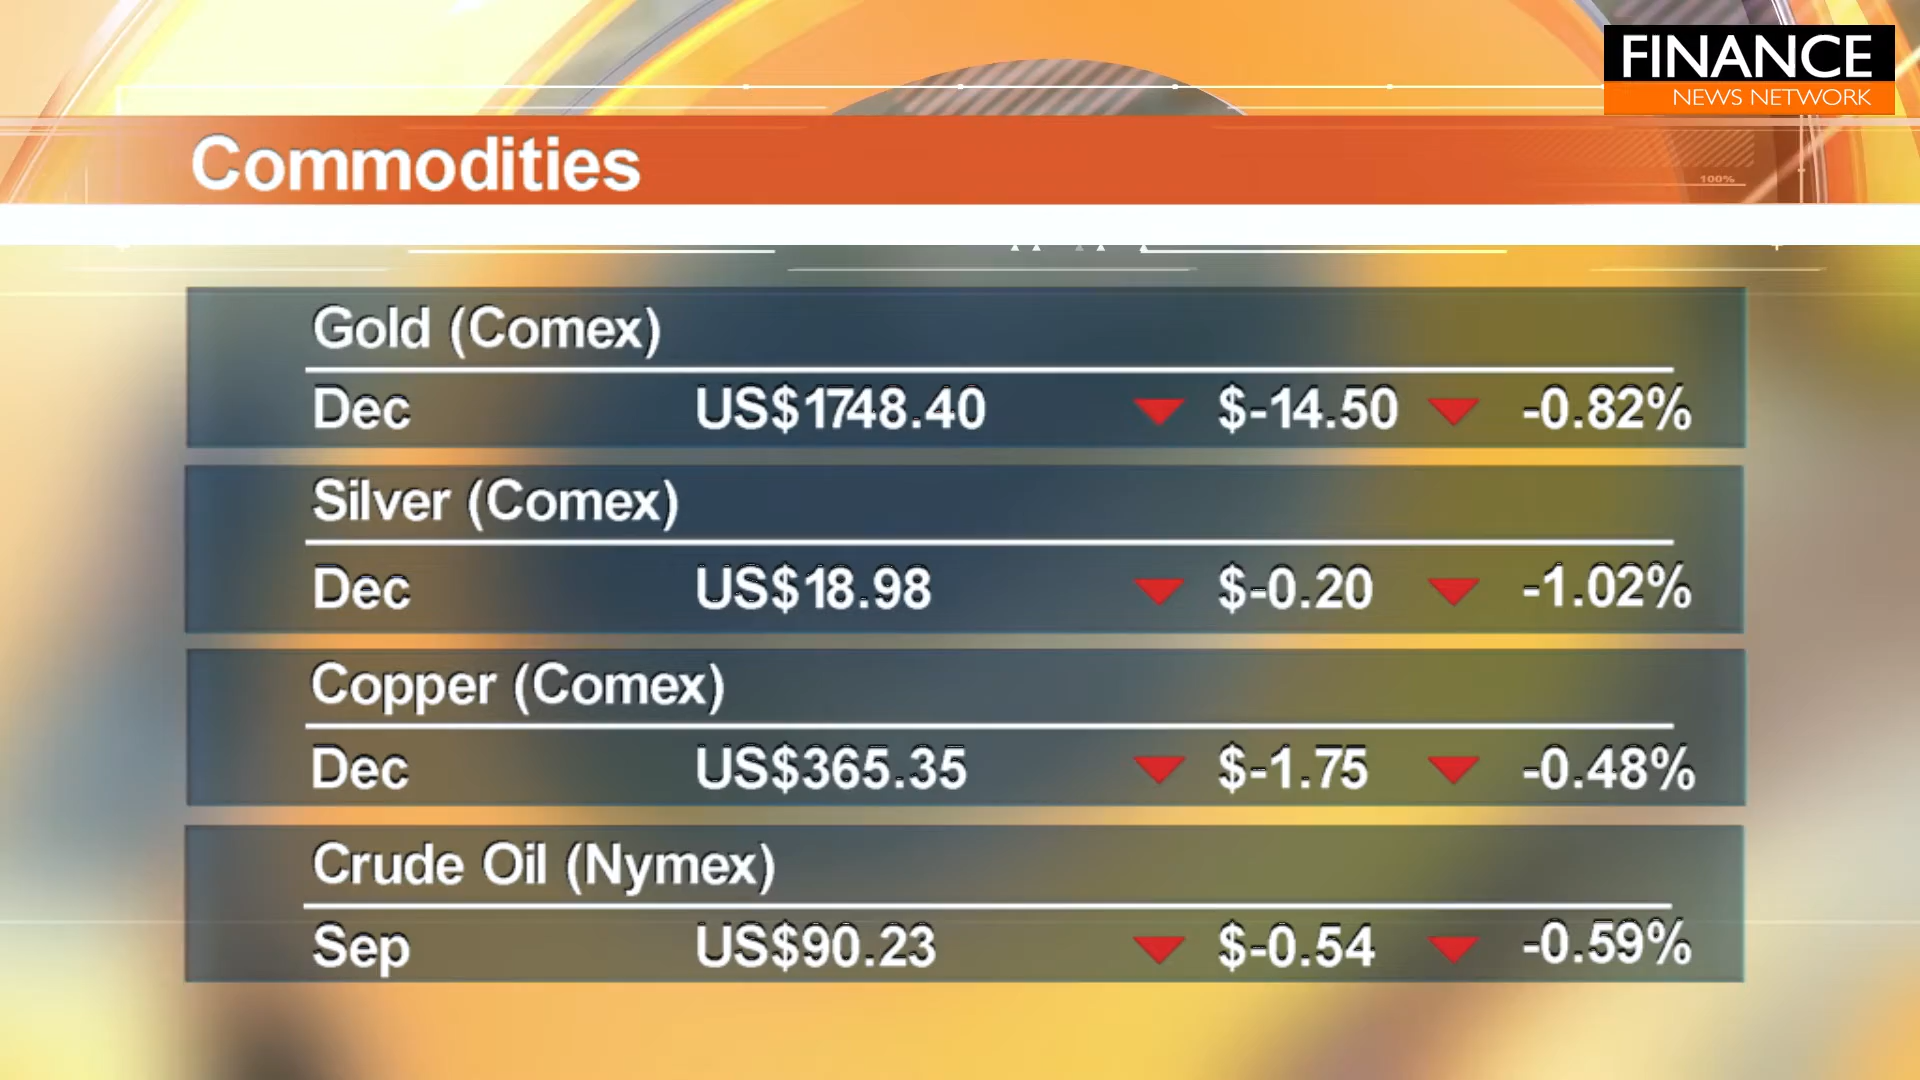 FINANCE
NEWS NETWORK
Commodities
100%
Gold (Comex)
Dec US$1748.40 $-14.50 -0.82%
Silver (Comex)
Dec US$18.98 $-0.20 -1.02%
Copper (Comex)
Dec US$365.35 $-1.75 -0.48%
Crude Oil (Nymex)
Sep US$90.23 $-0.54 -0.59%